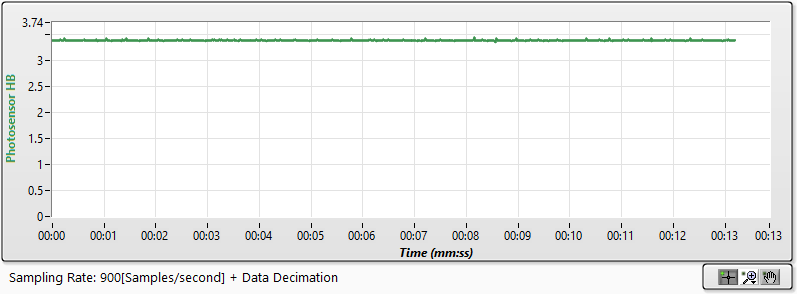 3.74
3
2.5
2
1.5
1
0.5
0
Photosensor HB
00:00 00:01 00:02 00:03 00:04 00:05 00:06 00:07 00:08 00:09 00:10 00:11 00:12 00:13 00:13
Time (mm:ss)
Sampling Rate: 900[Samples/second] + Data Decimation